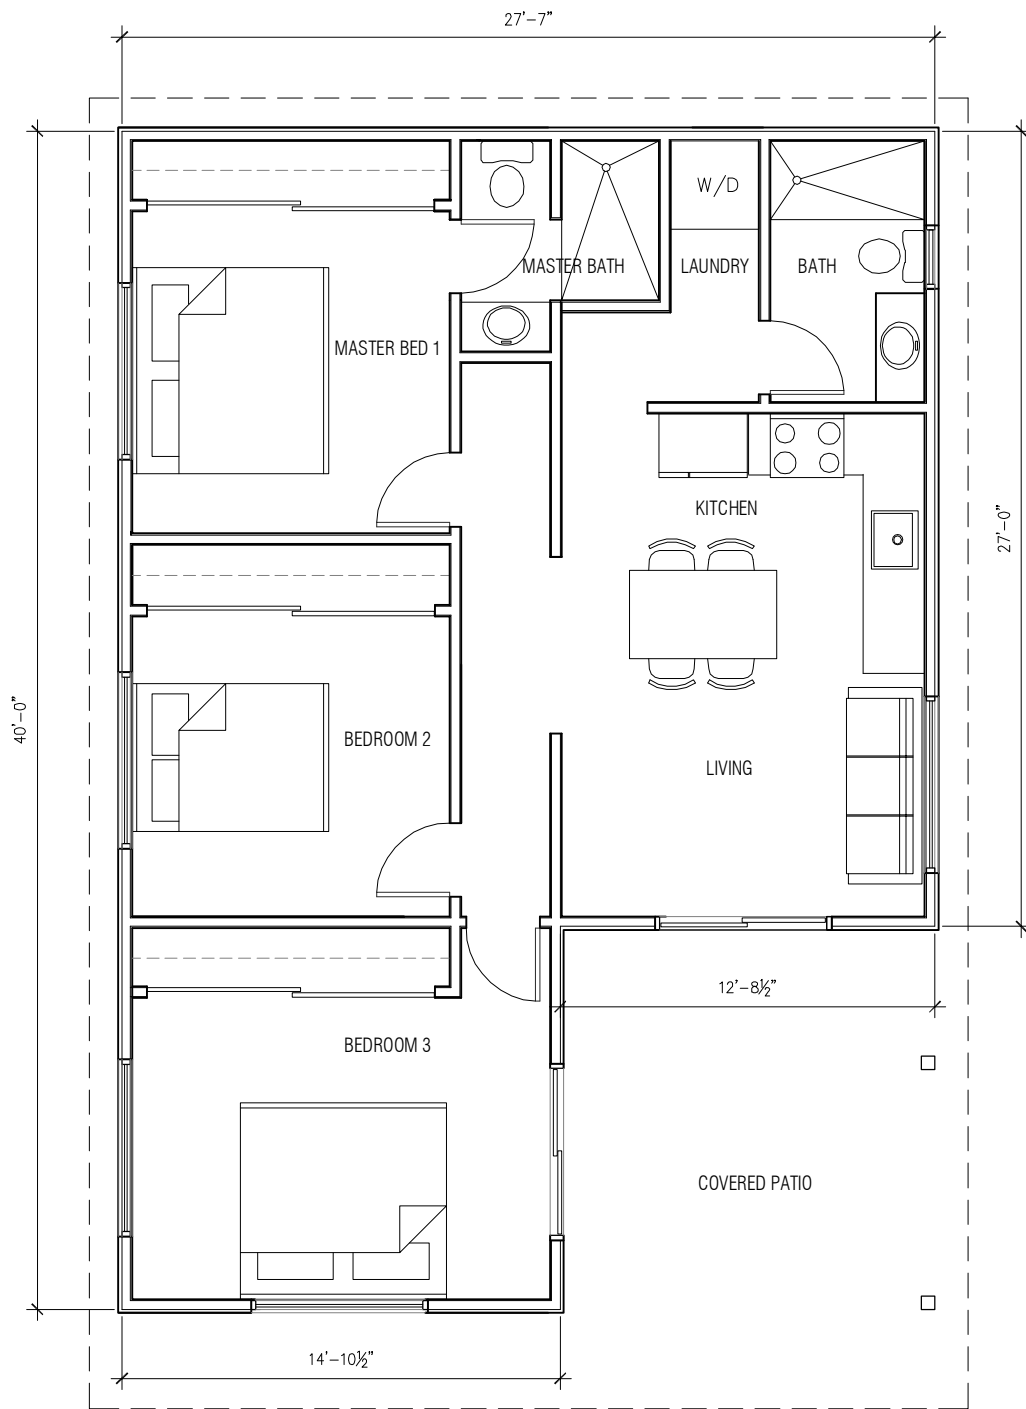 27'-7"
W/D
MASTER BATH
LAUNDRY
BATH
MASTER BED 1
KITCHEN
27'-0"
40'-0"
BEDROOM 2
LIVING
12'-8½"
BEDROOM 3
COVERED PATIO
14'-10½"